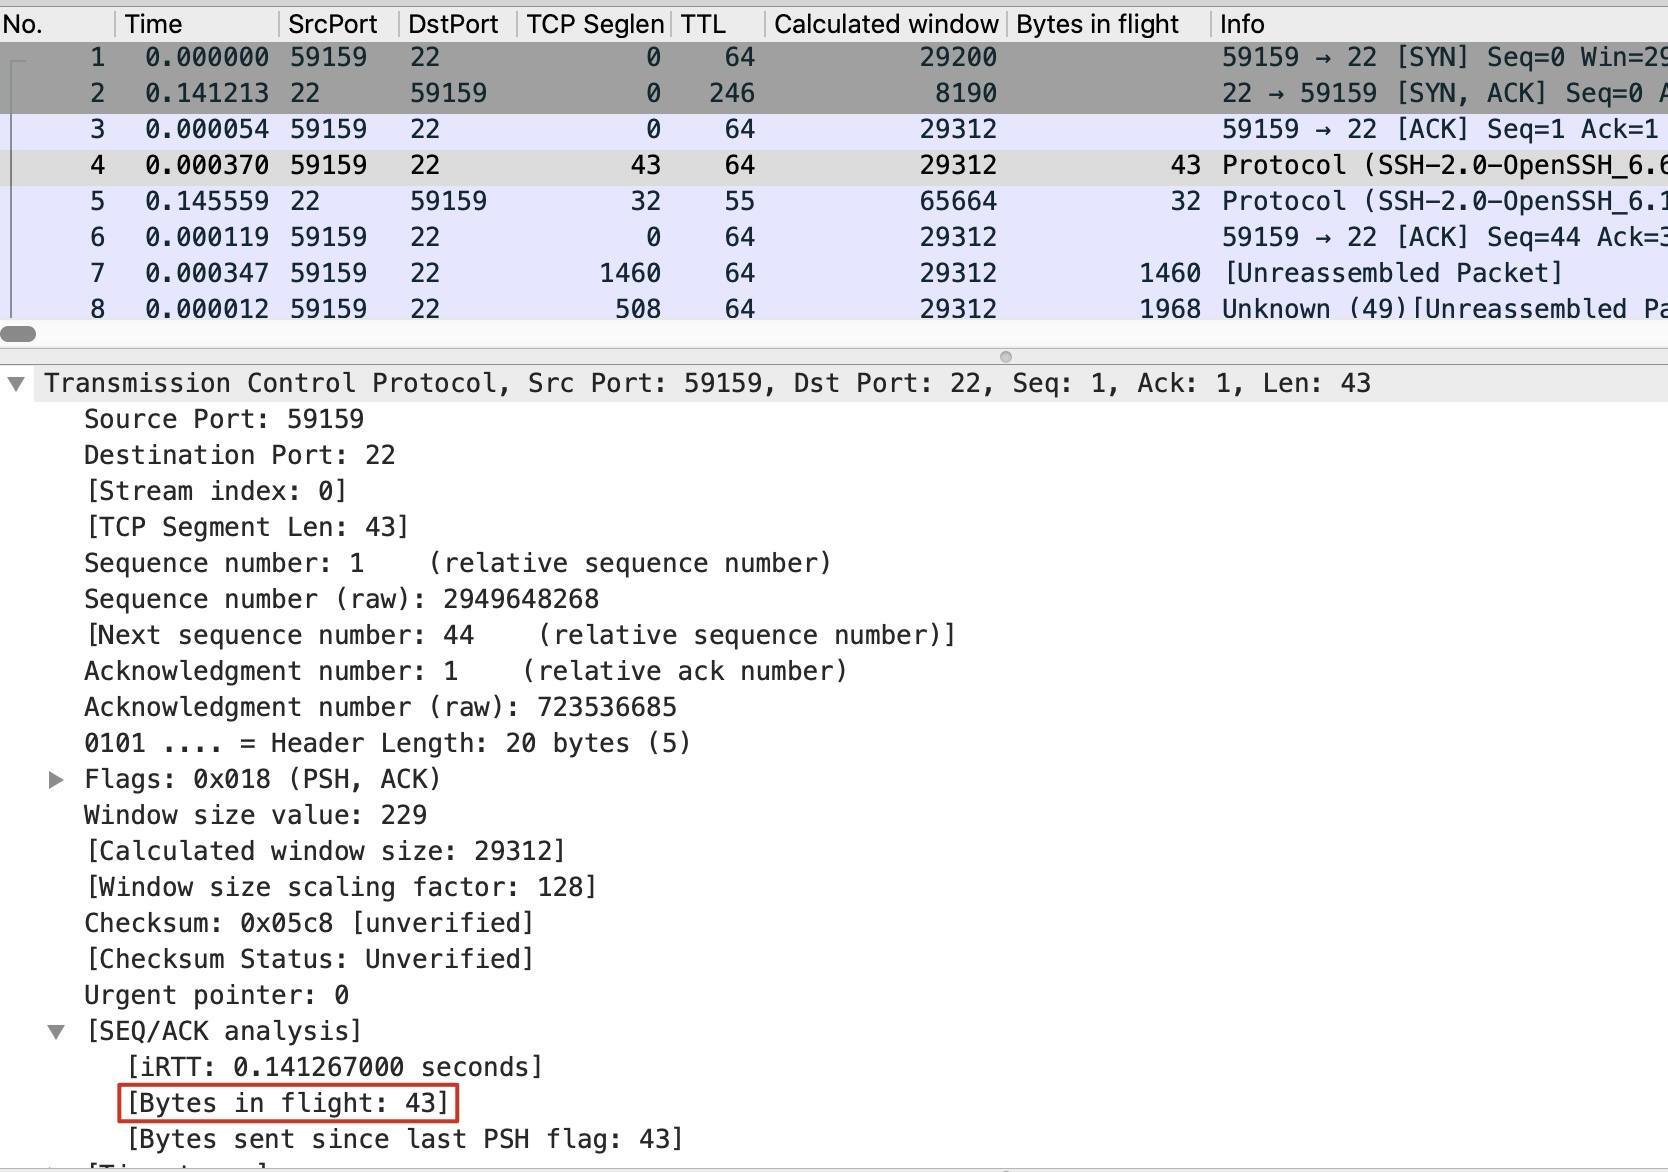 No. Time SrcPort DstPort TCP Seglen TTL Calculated window Bytes in flight Info
1 0.000000 59159 22 0 64 29200 59159 → 22 [SYN] Seq=0 Win=29
2 0.141213 22 59159 0 246 8190 22 → 59159 [SYN, ACK] Seq=0 A
3 0.000054 59159 22 0 64 29312 59159 → 22 [ACK] Seq=1 Ack=1
4 0.000370 59159 22 43 64 29312 43 Protocol (SSH-2.0-OpenSSH_6.6
5 0.145559 22 59159 32 55 65664 32 Protocol (SSH-2.0-OpenSSH_6.1
6 0.000119 59159 22 0 64 29312 59159 → 22 [ACK] Seq=44 Ack=3
7 0.000347 59159 22 1460 64 29312 1460 [Unreassembled Packet]
8 0.000012 59159 22 508 64 29312 1968 Unknown (49)[Unreassembled Pa
Transmission Control Protocol, Src Port: 59159, Dst Port: 22, Seq: 1, Ack: 1, Len: 43
Source Port: 59159
Destination Port: 22
[Stream index: 0]
[TCP Segment Len: 43]
Sequence number: 1 (relative sequence number)
Sequence number (raw): 2949648268
[Next sequence number: 44 (relative sequence number)]
Acknowledgment number: 1 (relative ack number)
Acknowledgment number (raw): 723536685
0101 .... = Header Length: 20 bytes (5)
Flags: 0x018 (PSH, ACK)
Window size value: 229
[Calculated window size: 29312]
[Window size scaling factor: 128]
Checksum: 0x05c8 [unverified]
[Checksum Status: Unverified]
Urgent pointer: 0
[SEQ/ACK analysis]
[iRTT: 0.141267000 seconds]
[Bytes in flight: 43]
[Bytes sent since last PSH flag: 43]